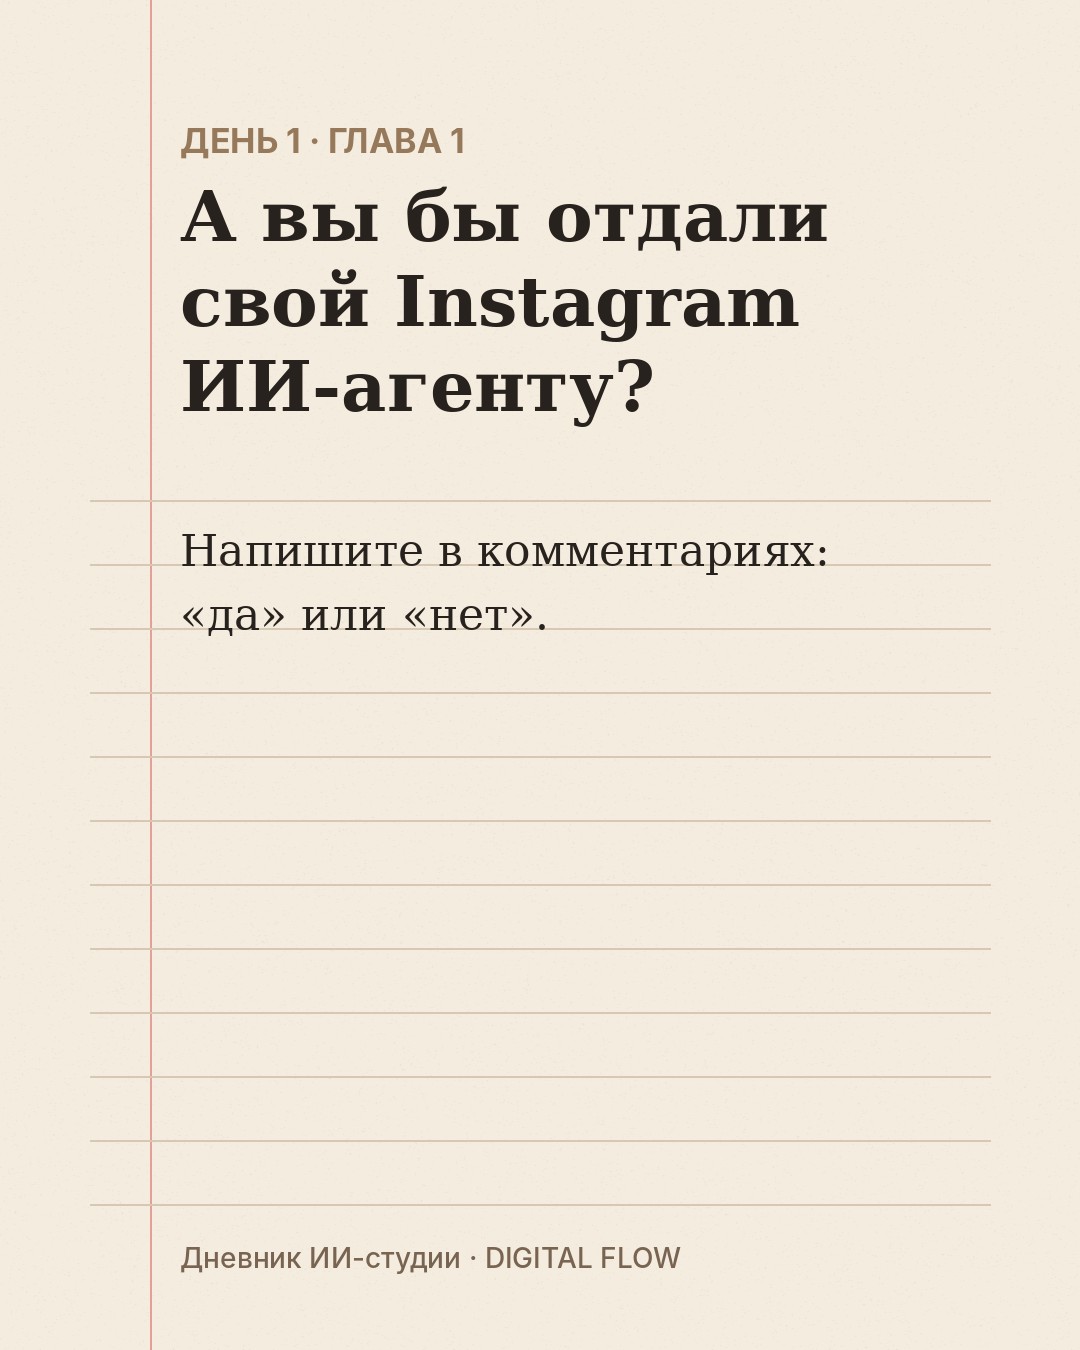 ДЕНЬ 1 · ГЛАВА 1
А вы бы отдали
свой Instagram
ИИ-агенту?
Напишите в комментариях:
«да» или «нет».
Дневник ИИ-студии · DIGITAL FLOW